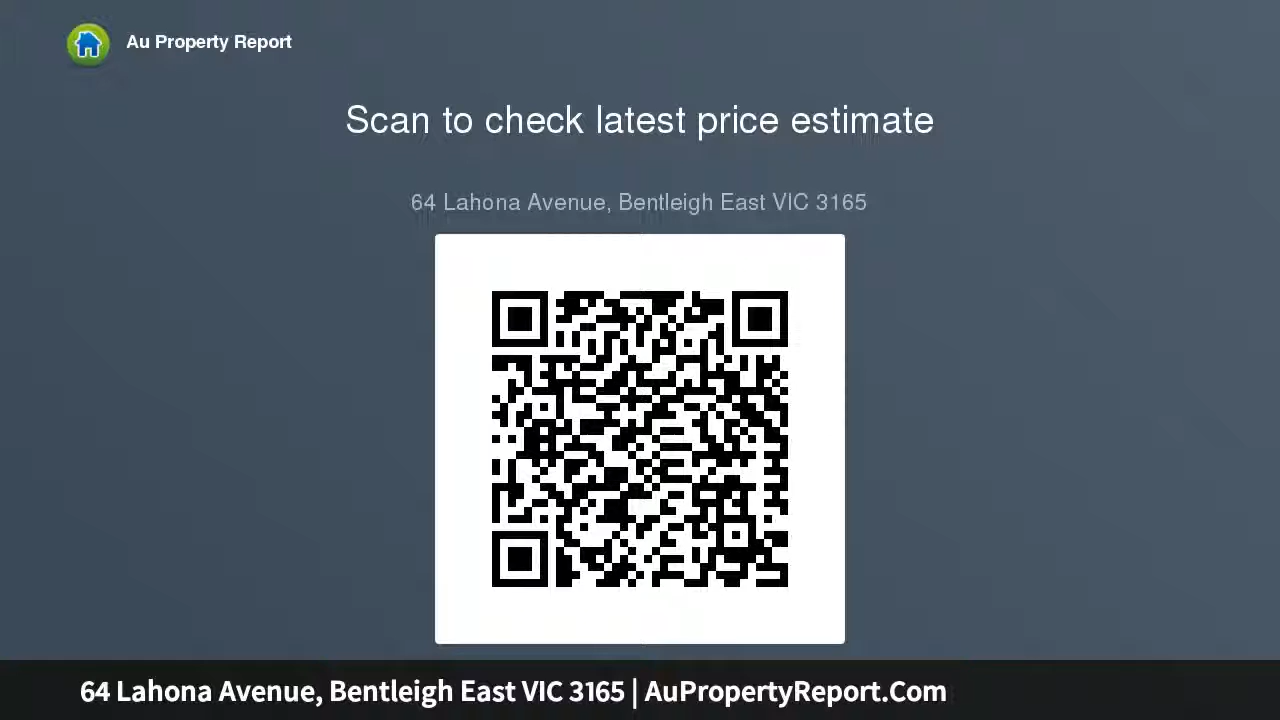 Au Property Report
Scan to check latest price estimate
64 Lahona Avenue, Bentleigh East VIC 3165
64 Lahona Avenue, Bentleigh East VIC 3165 | AuPropertyReport.Com